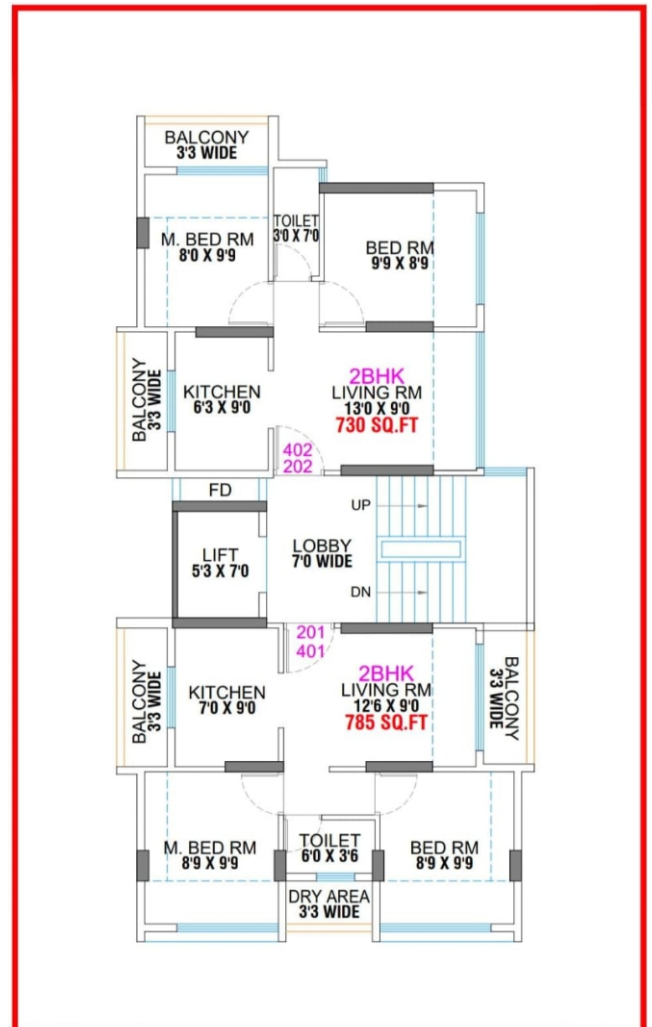 BALCONY
3'3 WIDE
TOILET
3'0 X 7'0
M. BED RM
8'0 X 9'9
BED RM
9'9 X 8'9
BALCONY
3'3 WIDE
KITCHEN
6'3 X 9'0
2BHK
LIVING RM
13'0 X 9'0
730 SQ.FT
402
202
FD
UP
LIFT
5'3 X 7'0
LOBBY
7'0 WIDE
DN
201
401
BALCONY
3'3 WIDE
KITCHEN
7'0 X 9'0
2BHK
LIVING RM
12'6 X 9'0
785 SQ.FT
BALCONY
3'3 WIDE
M. BED RM
8'9 X 9'9
TOILET
6'0 X 3'6
BED RM
8'9 X 9'9
DRY AREA
3'3 WIDE